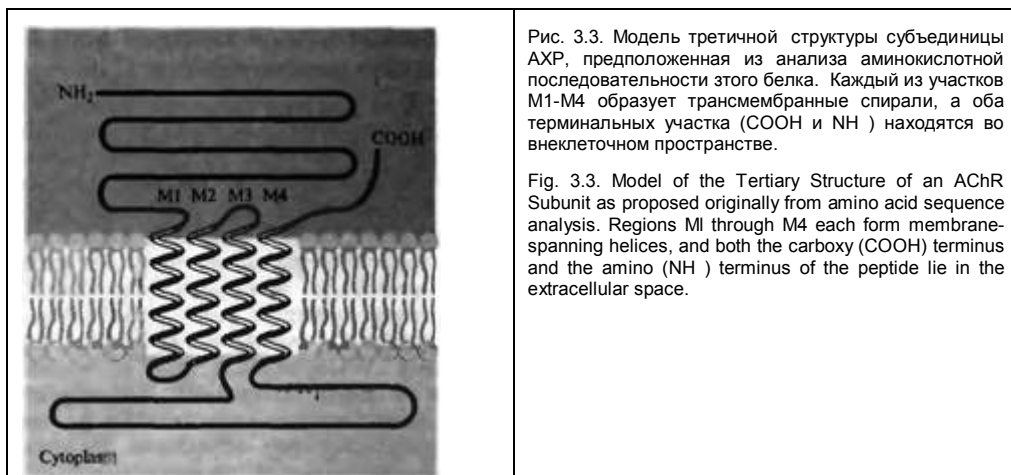 NH2
COOH
M1 M2 M3 M4
Cytoplasm
Рис. 3.3. Модель третичной структуры субъединицы
АХР, предположенная из анализа аминокислотной
последовательности зтого белка. Каждый из участков
М1-М4 образует трансмембранные спирали, а оба
терминальных участка (COOH и NH ) находятся во
внеклеточном пространстве.
Fig. 3.3. Model of the Tertiary Structure of an AChR
Subunit as proposed originally from amino acid sequence
analysis. Regions MI through M4 each form membrane-
spanning helices, and both the carboxy (COOH) terminus
and the amino (NH ) terminus of the peptide lie in the
extracellular space.